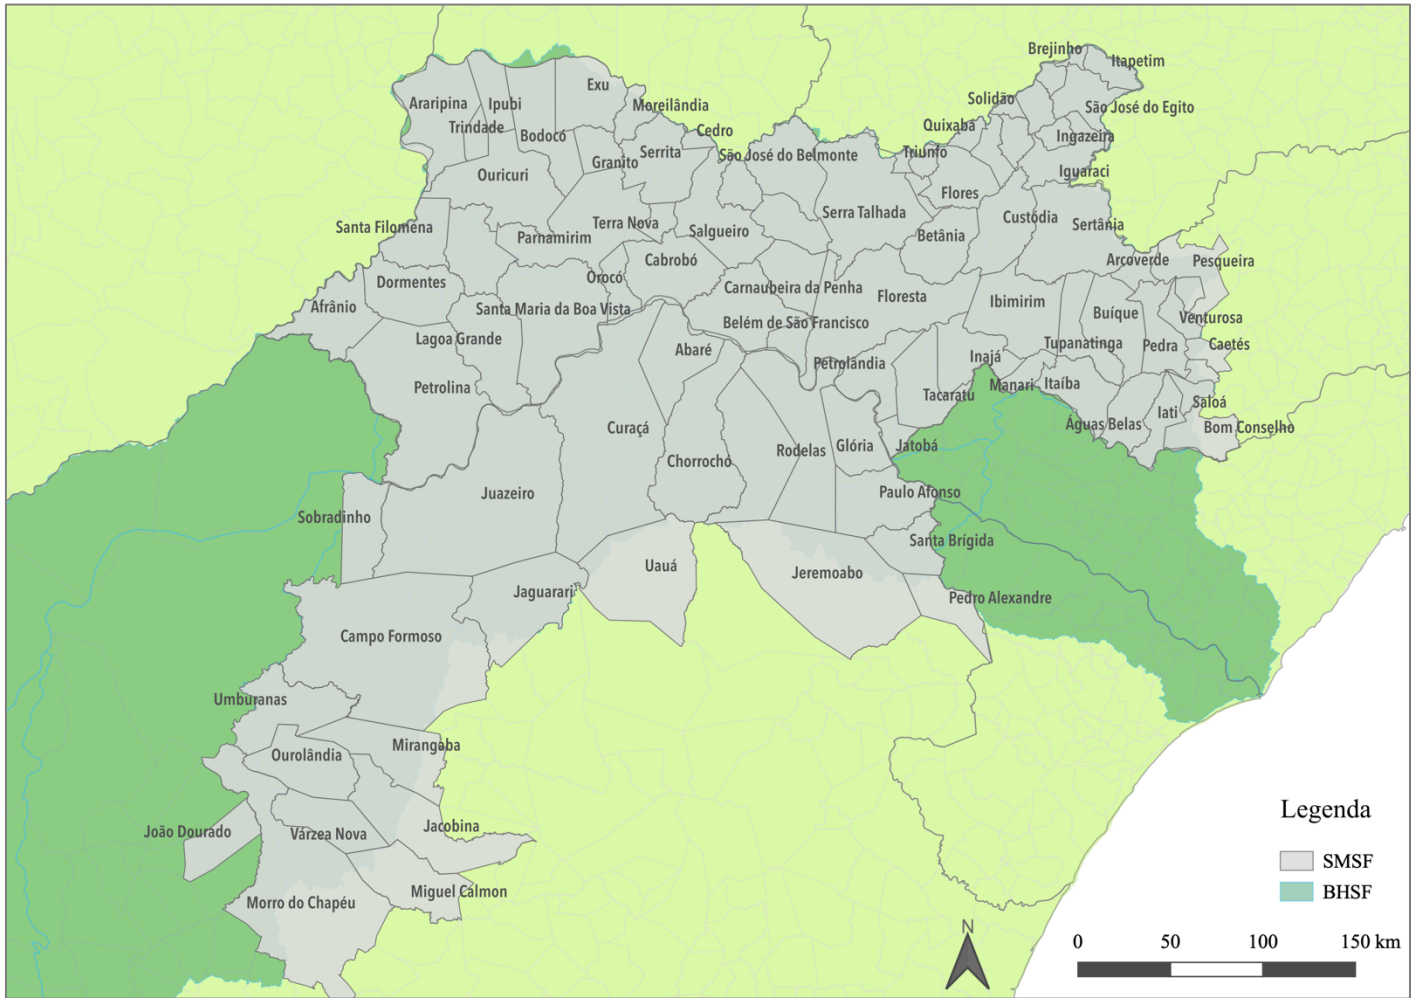 Brejinho
Itapetim
Exu
Araripina
Ipubi
Moreilândia
Solidão
São José do Egito
Trindade
Bodocó
Cedro
Quixabá
Ingazeira
Granito
Serrita
São José do Belmonte
Triunfo
Ouricuri
Iguaraci
Flores
Santa Filomena
Parnamirim
Terra Nova
Salgueiro
Serra Talhada
Betânia
Custódia
Sertânia
Cabrobó
Arcoverde
Pesqueira
Orocó
Dormentes
Carnaubeira da Penha
Floresta
Ibimirim
Afrânio
Santa Maria da Boa Vista
Buíque
Venturosa
Belém de São Francisco
Lagoa Grande
Abaré
Tupanatinga
Pedra
Caetés
Petrolândia
Inajá
Petrolina
Tacaratu
Manari
Itaíba
Saloá
Iati
Curaçá
Águas Belas
Bom Conselho
Rodelas
Glória
Jatobá
Chorrochó
Juazeiro
Paulo Afonso
Sobradinho
Santa Brígida
Uauá
Jeremoabo
Jaguarari
Pedro Alexandre
Campo Formoso
Umburanas
Mirangaba
Ourolândia
João Dourado
Várzea Nova
Jacobina
Miguel Calmon
Morro do Chapéu
Legenda
SMSF
BHSF
N
0 50 100 150 km